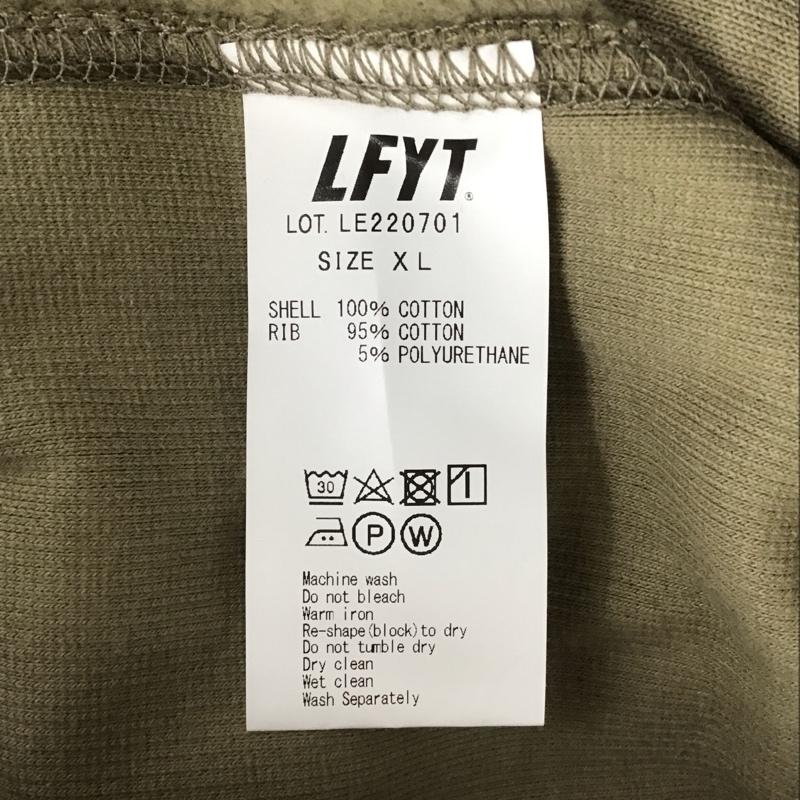 LFYT®
LOT. LE220701
SIZE XL
SHELL 100% COTTON
RIB 95% COTTON
5% POLYURETHANE
30
P W
Machine wash
Do not bleach
Warm iron
Re-shape(block)to dry
Do not tumble dry
Dry clean
Wet clean
Wash Separately